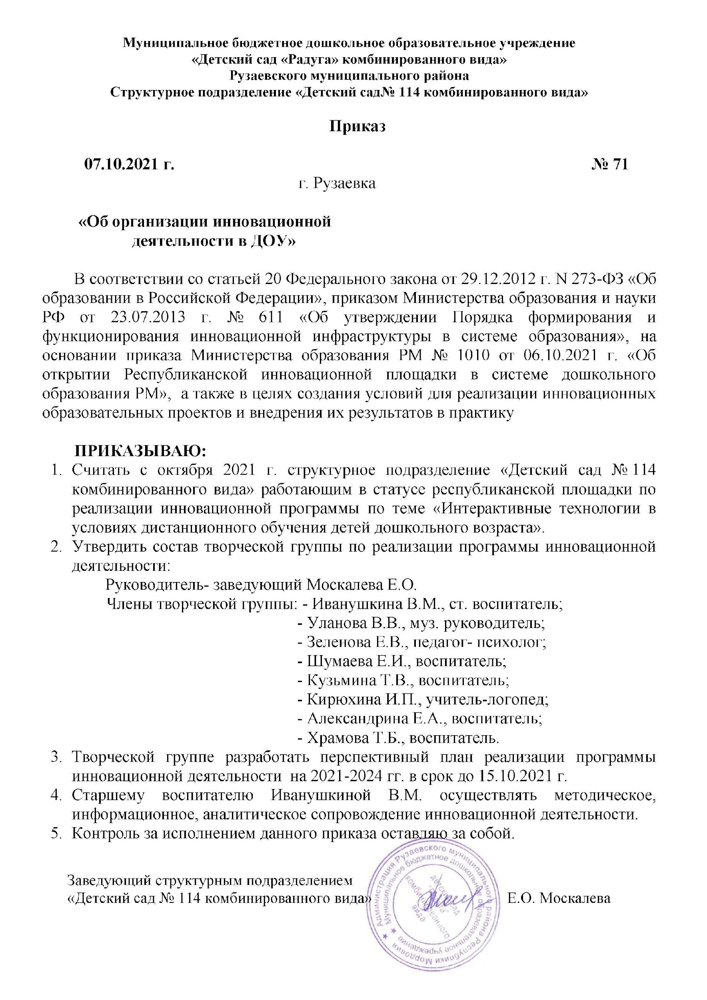 Муниципальное бюджетное дошкольное образовательное учреждение
«Детский сад «Радуга» комбинированного вида»
Рузаевского муниципального района
Структурное подразделение «Детский сад№ 114 комбинированного вида»
Приказ
07.10.2021 г. № 71
г. Рузаевка
«Об организации инновационной
деятельности в ДОУ»
В соответствии со статьей 20 Федерального закона от 29.12.2012 г. N 273-ФЗ «Об
образовании в Российской Федерации», приказом Министерства образования и науки
РФ от 23.07.2013 г. № 611 «Об утверждении Порядка формирования и
функционирования инновационной инфраструктуры в системе образования», на
основании приказа Министерства образования РМ № 1010 от 06.10.2021 г. «Об
открытии Республиканской инновационной площадки в системе дошкольного
образования РМ», а также в целях создания условий для реализации инновационных
образовательных проектов и внедрения их результатов в практику
ПРИКАЗЫВАЮ:
1. Считать с октября 2021 г. структурное подразделение «Детский сад № 114
комбинированного вида» работающим в статусе республиканской площадки по
реализации инновационной программы по теме «Интерактивные технологии в
условиях дистанционного обучения детей дошкольного возраста».
2. Утвердить состав творческой группы по реализации программы инновационной
деятельности:
Руководитель- заведующий Москалева Е.О.
Члены творческой группы: - Иванушкина В.М., ст. воспитатель;
- Уланова В.В., муз. руководитель;
- Зеленова Е.В., педагог- психолог;
- Шумаева Е.И., воспитатель;
- Кузьмина Т.В., воспитатель;
- Кирюхина И.П., учитель-логопед;
- Александрина Е.А., воспитатель;
- Храмова Т.Б., воспитатель.
3. Творческой группе разработать перспективный план реализации программы
инновационной деятельности на 2021-2024 гг. в срок до 15.10.2021 г.
4. Старшему воспитателю Иванушкиной В.М. осуществлять методическое,
информационное, аналитическое сопровождение инновационной деятельности.
5. Контроль за исполнением данного приказа оставляю за собой.
Заведующий структурным подразделением
«Детский сад № 114 комбинированного вида» Е.О. Москалева
Администрация Рузаевского муниципального района Республики Мордовия
Муниципальное бюджетное дошкольное образовательное учреждение
детский сад
комбинированного
вида